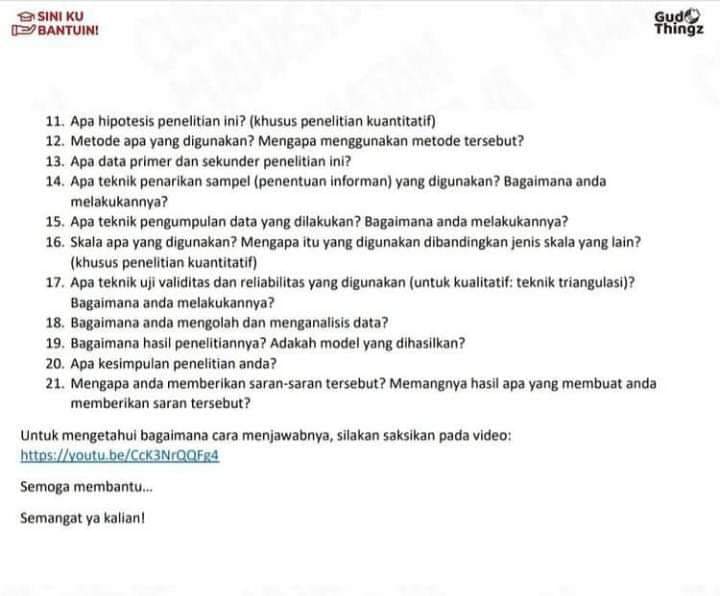 SINI KU
BANTUIN!
Gud
Thingz
11. Apa hipotesis penelitian ini? (khusus penelitian kuantitatif)
12. Metode apa yang digunakan? Mengapa menggunakan metode tersebut?
13. Apa data primer dan sekunder penelitian ini?
14. Apa teknik penarikan sampel (penentuan informan) yang digunakan? Bagaimana anda
melakukannya?
15. Apa teknik pengumpulan data yang dilakukan? Bagaimana anda melakukannya?
16. Skala apa yang digunakan? Mengapa itu yang digunakan dibandingkan jenis skala yang lain?
(khusus penelitian kuantitatif)
17. Apa teknik uji validitas dan reliabilitas yang digunakan (untuk kualitatif: teknik triangulasi)?
Bagaimana anda melakukannya?
18. Bagaimana anda mengolah dan menganalisis data?
19. Bagaimana hasil penelitiannya? Adakah model yang dihasilkan?
20. Apa kesimpulan penelitian anda?
21. Mengapa anda memberikan saran-saran tersebut? Memangnya hasil apa yang membuat anda
memberikan saran tersebut?
Untuk mengetahui bagaimana cara menjawabnya, silakan saksikan pada video:
https://youtu.be/CcK3NrQQFg4
Semoga membantu...
Semangat ya kalian!